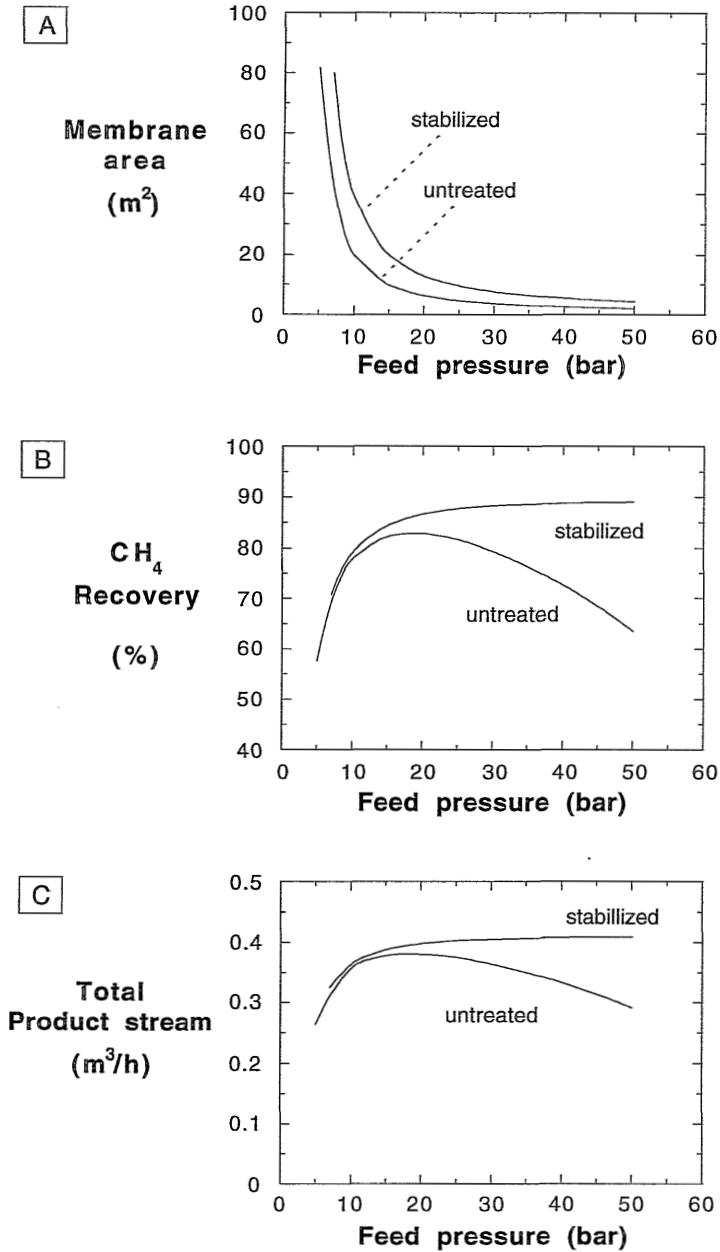 A
Membrane
area
(m²)
100
80
60
40
20
0
stabilized
untreated
0 10 20 30 40 50 60
Feed pressure (bar)
B
CH₄
Recovery
(%)
100
90
80
70
60
50
40
stabilized
untreated
0 10 20 30 40 50 60
Feed pressure (bar)
C
Total
Product stream
(m³/h)
0.5
0.4
0.3
0.2
0.1
0
stabillized
untreated
0 10 20 30 40 50 60
Feed pressure (bar)